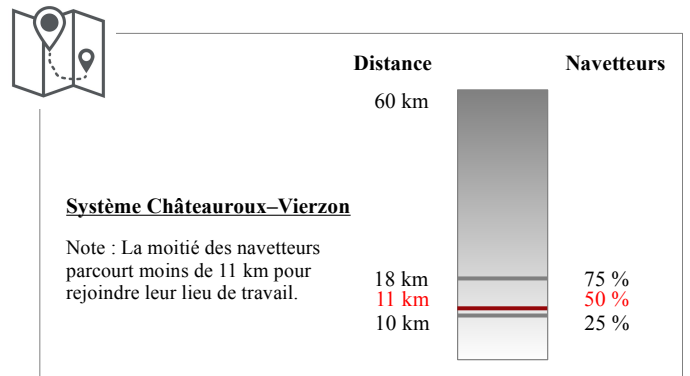 Distance Navetteurs
60 km
Système Châteauroux–Vierzon
Note : La moitié des navetteurs
parcourt moins de 11 km pour
rejoindre leur lieu de travail.
18 km 75 %
11 km 50 %
10 km 25 %